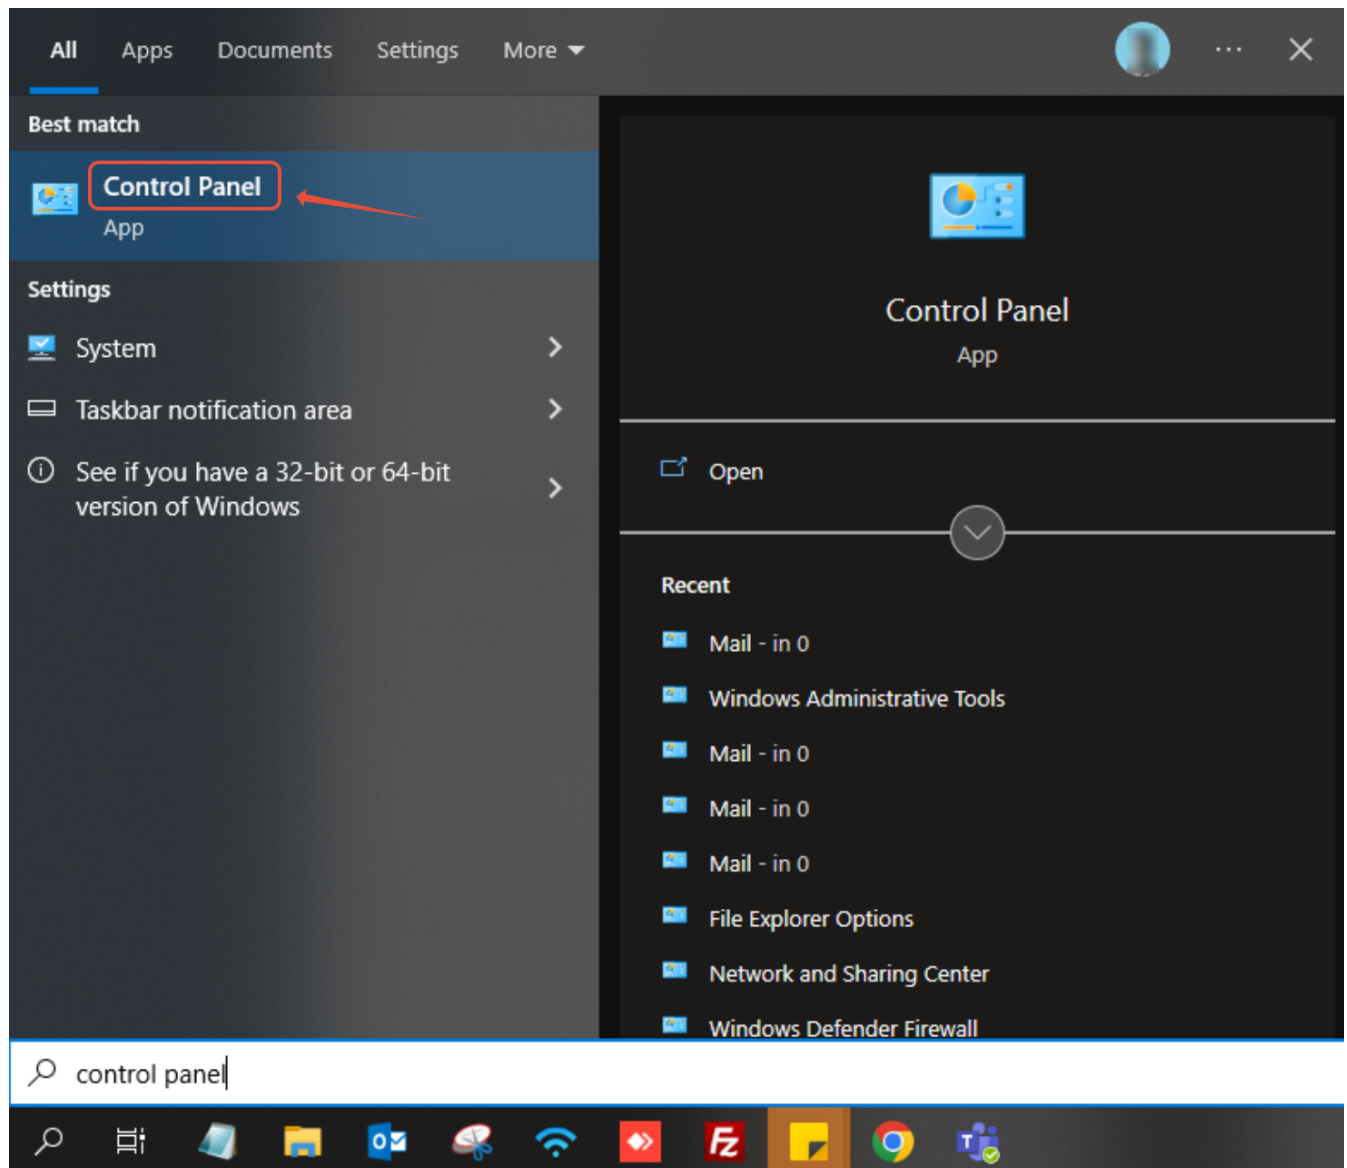 All Apps Documents Settings More
Best match
Control Panel
App
Settings
System
Taskbar notification area
See if you have a 32-bit or 64-bit
version of Windows
Control Panel
App
Open
Recent
Mail - in 0
Windows Administrative Tools
Mail - in 0
Mail - in 0
Mail - in 0
File Explorer Options
Network and Sharing Center
Windows Defender Firewall
control panel